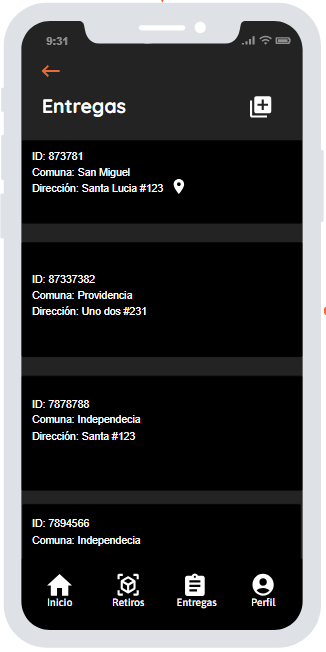 9:31
Entregas
ID: 873781
Comuna: San Miguel
Dirección: Santa Lucia #123
ID: 87337382
Comuna: Providencia
Dirección: Uno dos #231
ID: 7878788
Comuna: Independecia
Dirección: Santa #123
ID: 7894566
Comuna: Independecia
Inicio Retiros Entregas Perfil